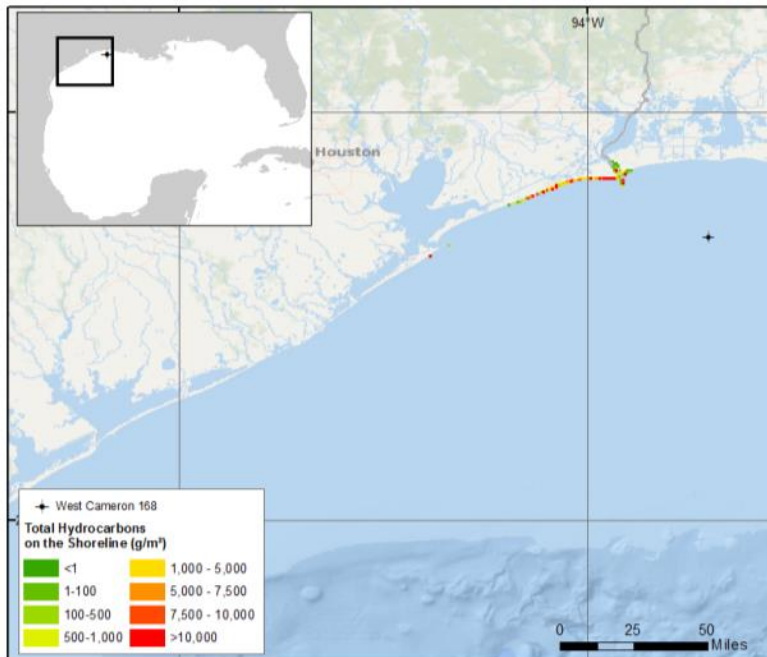 94°W
Houston
West Cameron 168
Total Hydrocarbons
on the Shoreline (g/m²)
<1
1,000 - 5,000
1-100
5,000 - 7,500
100-500
7,500 - 10,000
500-1,000
>10,000
0 25 50
Miles